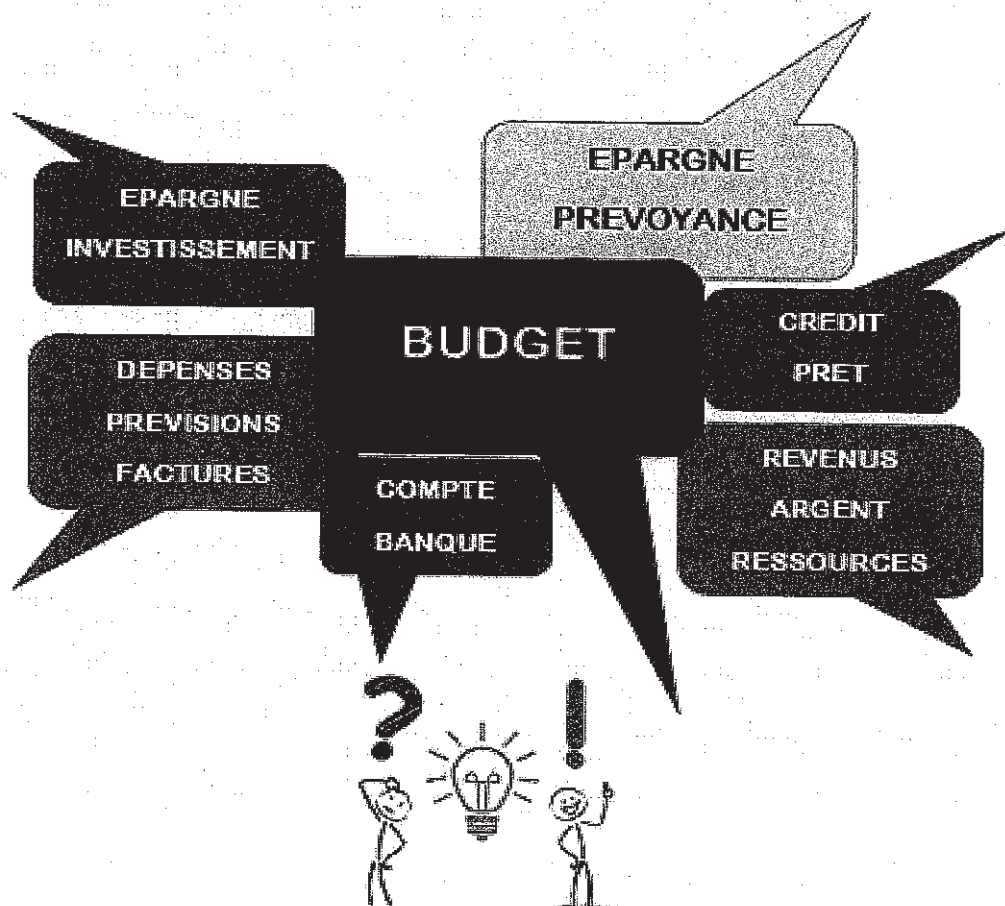 EPARGNE
PREVOYANCE
EPARGNE
INVESTISSEMENT
BUDGET
CREDIT
PRET
DEPENSES
PREVISIONS
FACTURES
COMPTE
BANQUE
REVENUS
ARGENT
RESSOURCES
? !